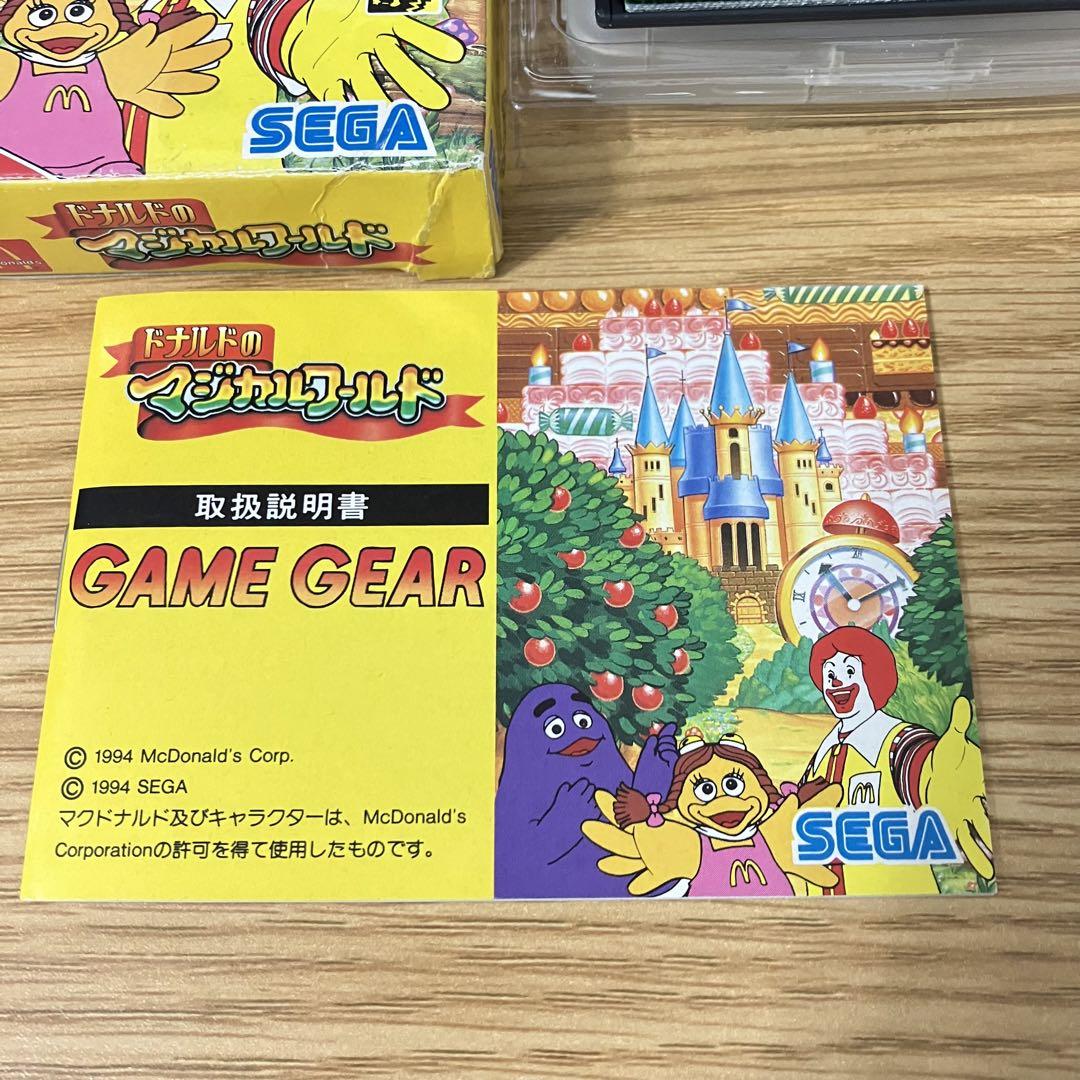 SEGA
ドナルドの
マジカルワールド
ドナルドの
マジカルワールド
取扱説明書
GAME GEAR
© 1994 McDonald's Corp.
© 1994 SEGA
マクドナルド及びキャラクターは、McDonald's
Corporationの許可を得て使用したものです。
SEGA